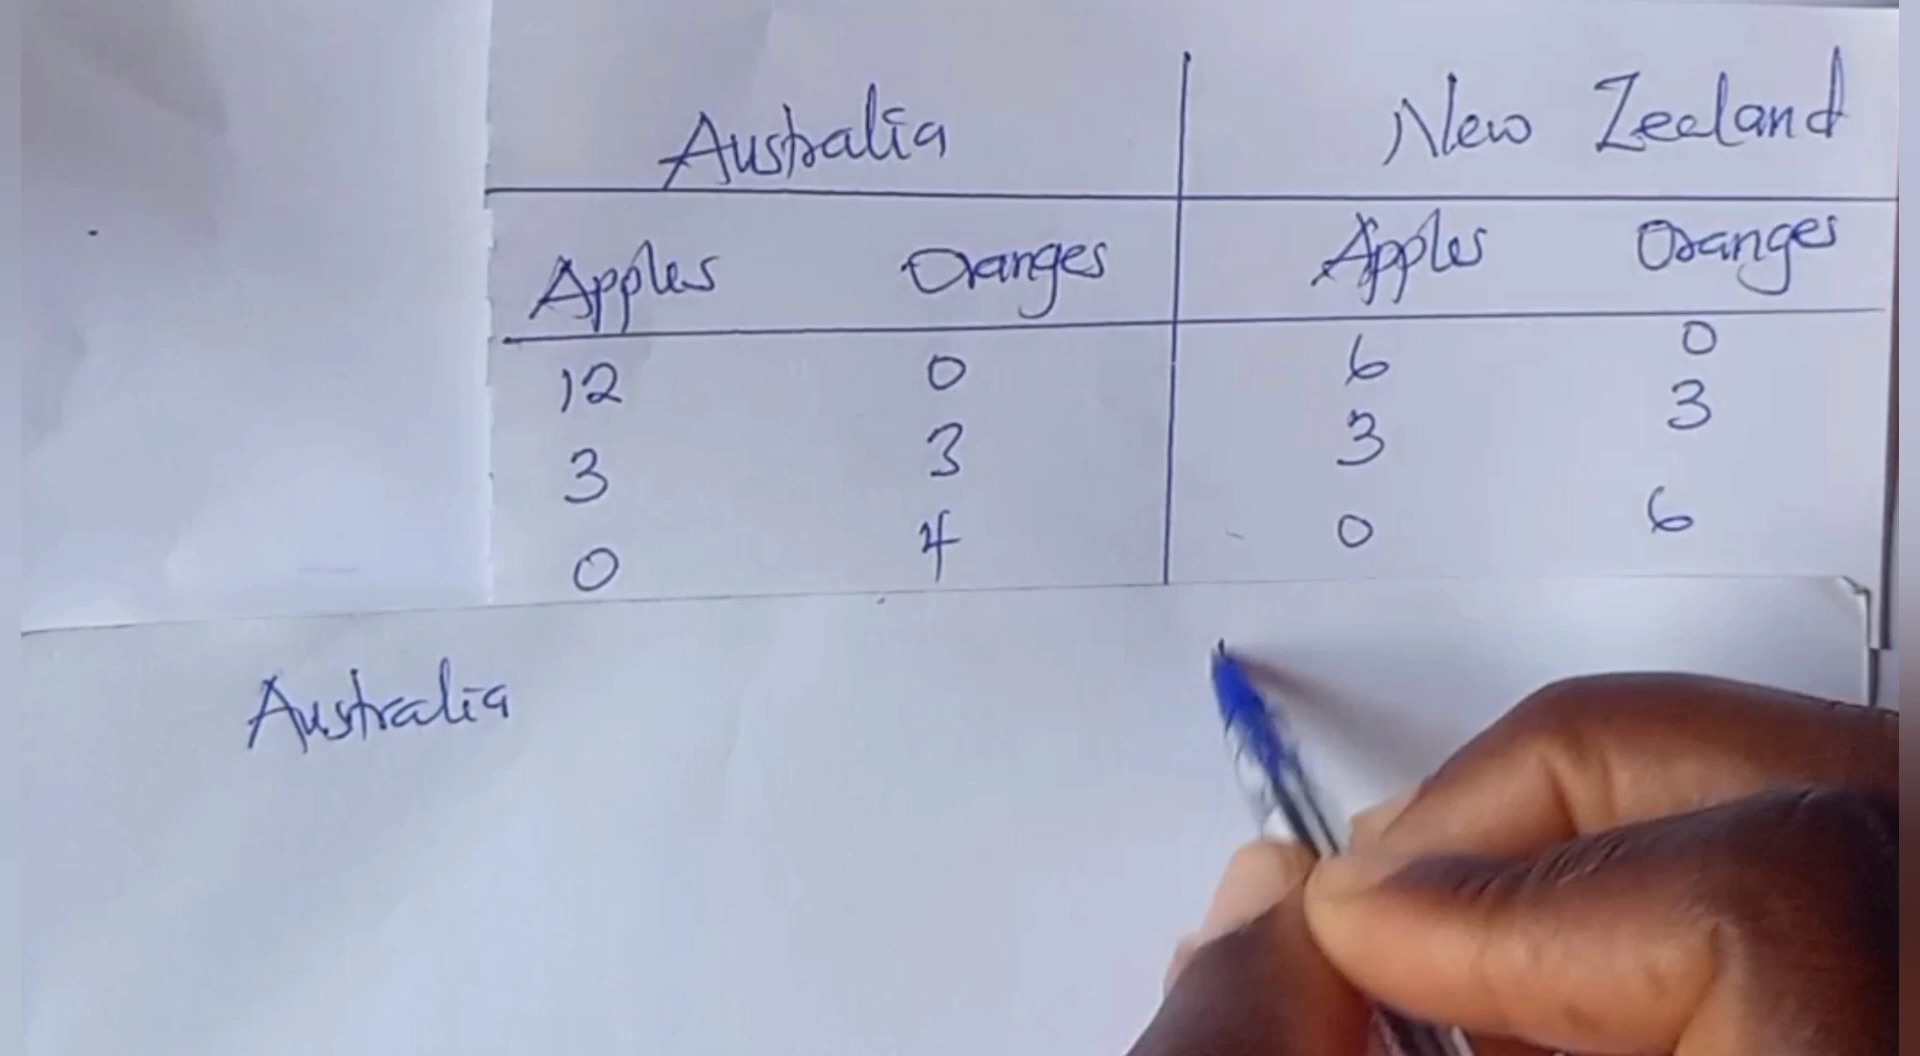 Australia New Zealand
Apples Oranges Apples Oranges
12 0 6 0
3 3 3 3
0 4 0 6
Australia